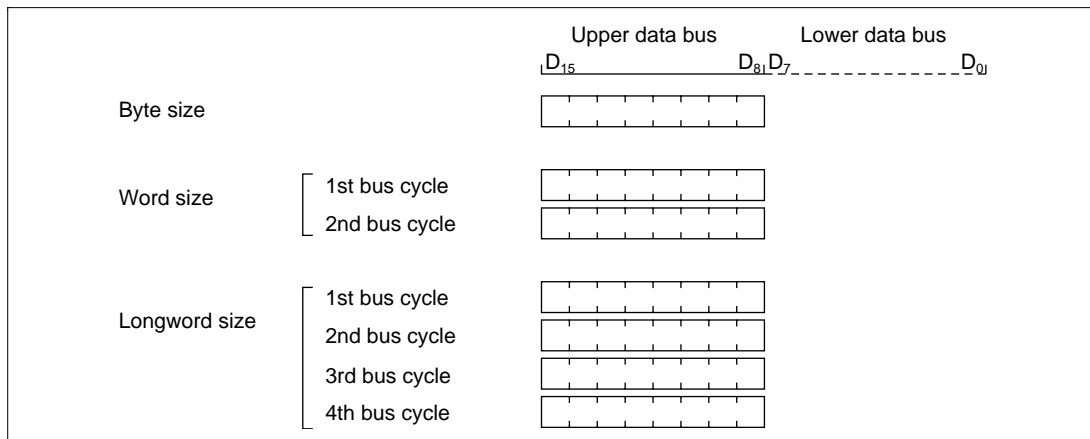 Upper data bus Lower data bus
D15 D8 D7 D0
Byte size
Word size
1st bus cycle
2nd bus cycle
Longword size
1st bus cycle
2nd bus cycle
3rd bus cycle
4th bus cycle